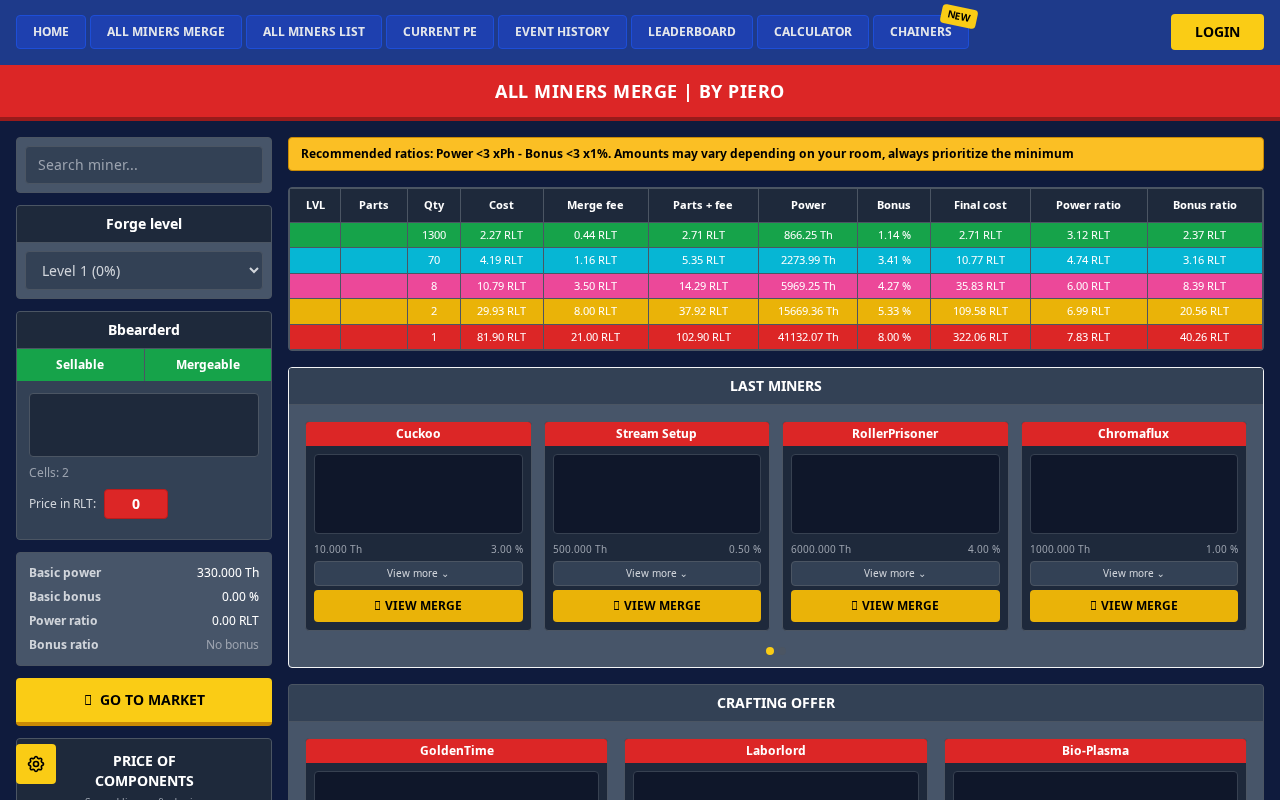 HOME
ALL MINERS MERGE
ALL MINERS LIST
CURRENT PE
EVENT HISTORY
LEADERBOARD
CALCULATOR
CHAINERS
NEW
LOGIN
ALL MINERS MERGE | BY PIERO
Search miner...
Forge level
Level 1 (0%)
Bbearderd
Sellable Mergeable
Cells: 2
Price in RLT: 0
Basic power 330.000 Th
Basic bonus 0.00 %
Power ratio 0.00 RLT
Bonus ratio No bonus
GO TO MARKET
PRICE OF
COMPONENTS
Recommended ratios: Power <3 xPh - Bonus <3 x1%. Amounts may vary depending on your room, always prioritize the minimum
LVL Parts Qty Cost Merge fee Parts + fee Power Bonus Final cost Power ratio Bonus ratio
1300 2.27 RLT 0.44 RLT 2.71 RLT 866.25 Th 1.14 % 2.71 RLT 3.12 RLT 2.37 RLT
70 4.19 RLT 1.16 RLT 5.35 RLT 2273.99 Th 3.41 % 10.77 RLT 4.74 RLT 3.16 RLT
8 10.79 RLT 3.50 RLT 14.29 RLT 5969.25 Th 4.27 % 35.83 RLT 6.00 RLT 8.39 RLT
2 29.93 RLT 8.00 RLT 37.92 RLT 15669.36 Th 5.33 % 109.58 RLT 6.99 RLT 20.56 RLT
1 81.90 RLT 21.00 RLT 102.90 RLT 41132.07 Th 8.00 % 322.06 RLT 7.83 RLT 40.26 RLT
LAST MINERS
Cuckoo Stream Setup RollerPrisoner Chromaflux
10.000 Th 3.00 % 500.000 Th 0.50 % 6000.000 Th 4.00 % 1000.000 Th 1.00 %
View more ⌄ View more ⌄ View more ⌄ View more ⌄
VIEW MERGE VIEW MERGE VIEW MERGE VIEW MERGE
CRAFTING OFFER
GoldenTime Laborlord Bio-Plasma